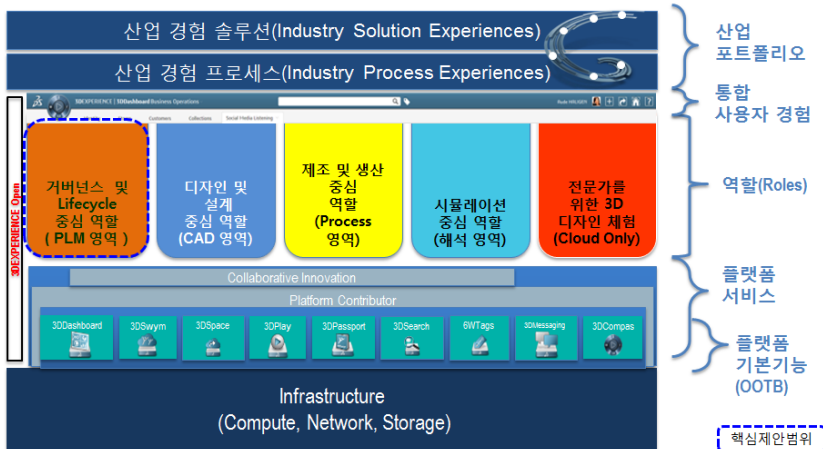 산업 경험 솔루션(Industry Solution Experiences)
산업 경험 프로세스(Industry Process Experiences)
산업
포트폴리오
통합
사용자 경험
역할(Roles)
플랫폼
서비스
플랫폼
기본기능
(OOTB)
3DEXPERIENCE | 3DDashboard Business Operations
Customers
Collections
Social Media Listening
3DEXPERIENCE Open
거버넌스 및
Lifecycle
중심 역할
( PLM 영역 )
디자인 및
설계
중심 역할
(CAD 영역)
제조 및 생산
중심
역할
(Process
영역)
시뮬레이션
중심 역할
(해석 영역)
전문가를
위한 3D
디자인 체험
(Cloud Only)
Collaborative Innovation
Platform Contributor
3DDashboard
3DSwym
3DSpace
3DPlay
3DPassport
3DSearch
6WTags
3DMessaging
3DCompas
Infrastructure
(Compute, Network, Storage)
핵심제안범위